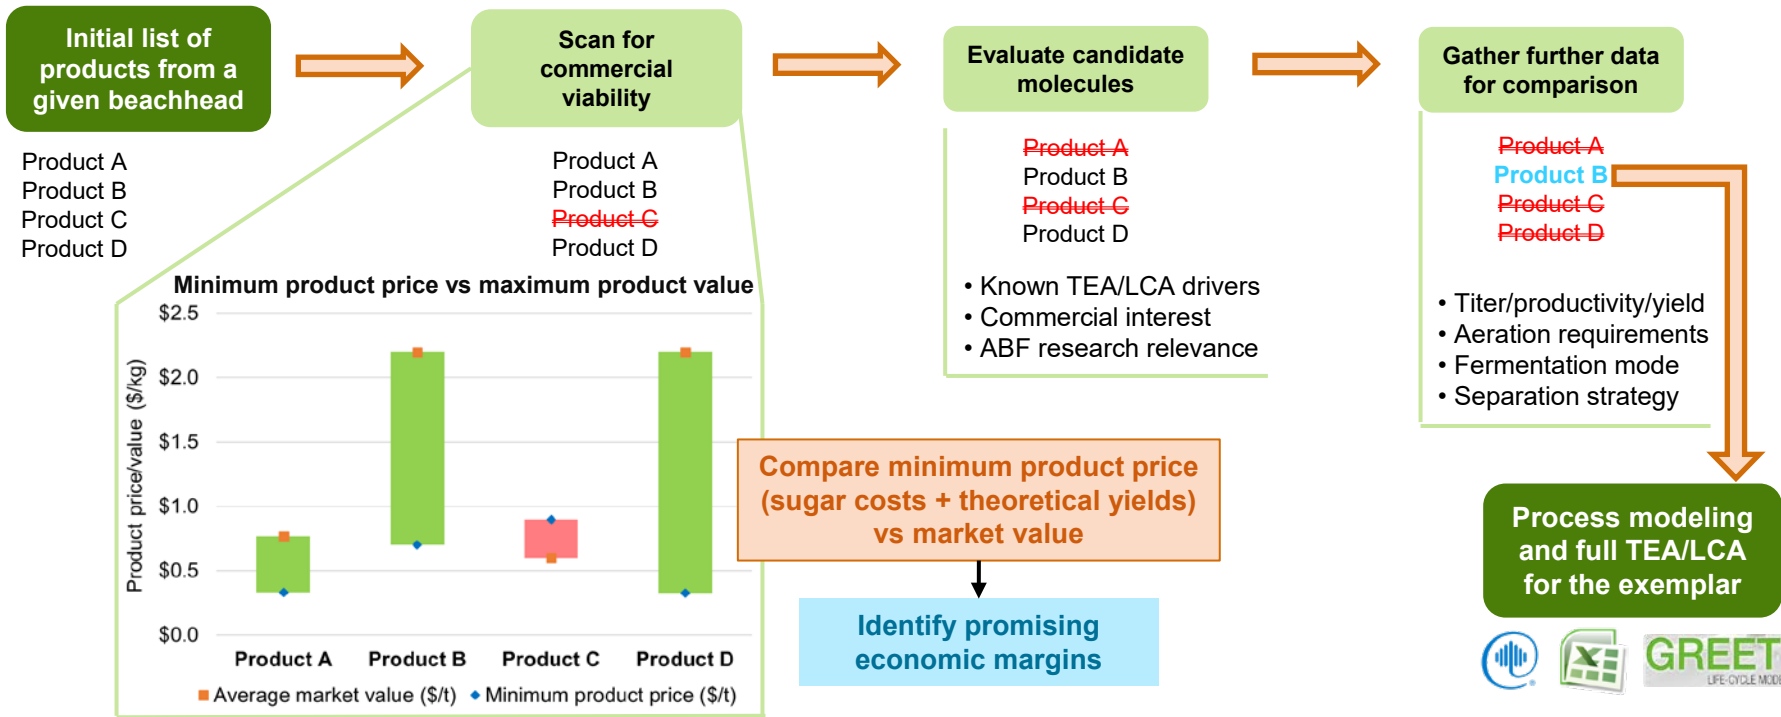 Initial list of
products from a
given beachhead
Product A
Product B
Product C
Product D
Scan for
commercial
viability
Product A
Product B
Product C
Product D
Evaluate candidate
molecules
Product A
Product B
Product C
Product D
• Known TEA/LCA drivers
• Commercial interest
• ABF research relevance
Gather further data
for comparison
Product A
Product B
Product C
Product D
• Titer/productivity/yield
• Aeration requirements
• Fermentation mode
• Separation strategy
Minimum product price vs maximum product value
Product price/value ($/kg)
$2.5
$2.0
$1.5
$1.0
$0.5
$0.0
Product A
Product B
Product C
Product D
Average market value ($/t)
Minimum product price ($/t)
Compare minimum product price
(sugar costs + theoretical yields)
vs market value
Identify promising
economic margins
Process modeling
and full TEA/LCA
for the exemplar
GREET
LIFE-CYCLE MODE